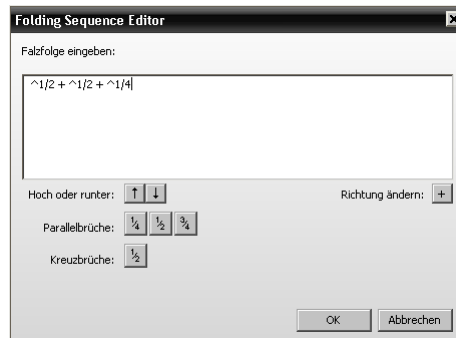 Folding Sequence Editor
Falzfolge eingeben:
^1/2 + ^1/2 + ^1/4
Hoch oder runter: ↑ ↓ Richtung ändern: +
Parallelbrüche: ¼ ½ ¾
Kreuzbrüche: ½
OK Abbrechen